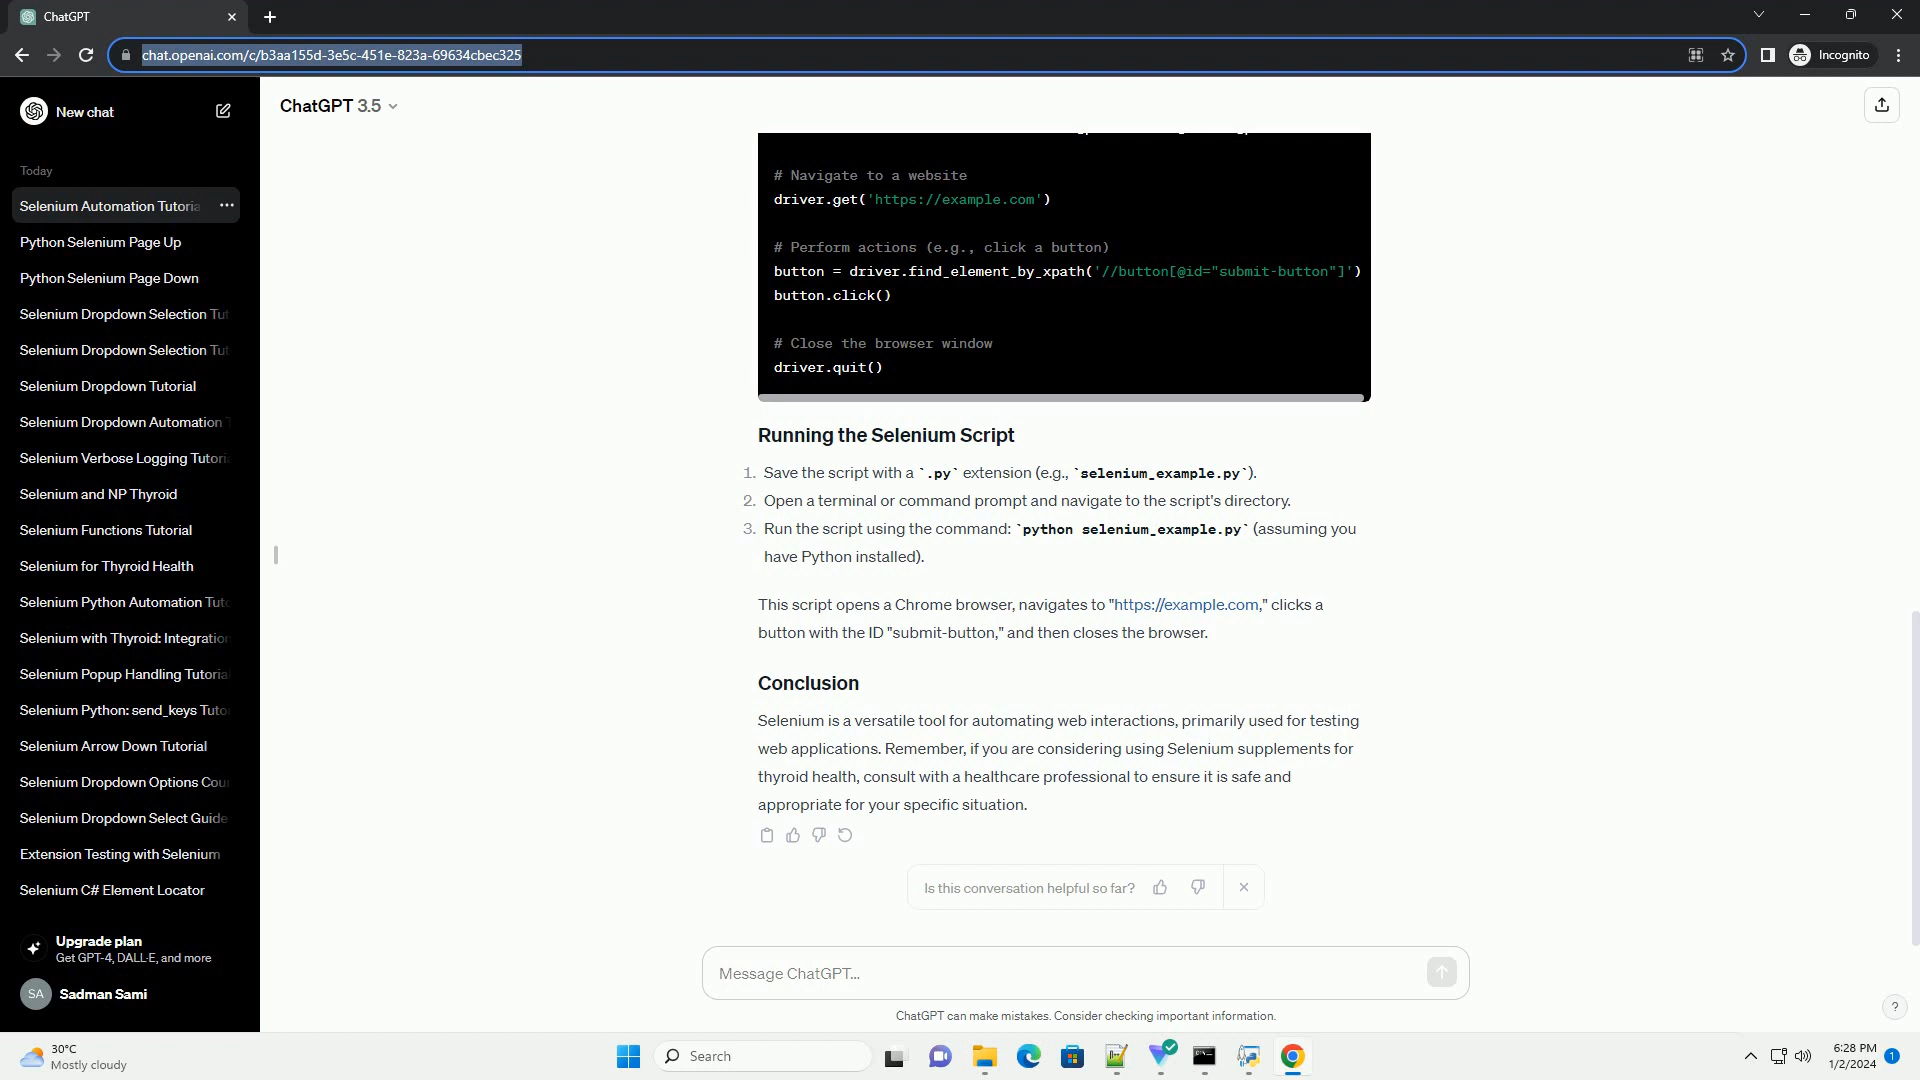 ChatGPT
chat.openai.com/c/b3aa155d-3e5c-451e-823a-69634cbec325
Incognito
New chat
Today
Selenium Automation Tutoria
Python Selenium Page Up
Python Selenium Page Down
Selenium Dropdown Selection Tut
Selenium Dropdown Selection Tut
Selenium Dropdown Tutorial
Selenium Dropdown Automation T
Selenium Verbose Logging Tutoria
Selenium and NP Thyroid
Selenium Functions Tutorial
Selenium for Thyroid Health
Selenium Python Automation Tuto
Selenium with Thyroid: Integration
Selenium Popup Handling Tutorial
Selenium Python: send_keys Tuto
Selenium Arrow Down Tutorial
Selenium Dropdown Options Cou
Selenium Dropdown Select Guide
Extension Testing with Selenium
Selenium C# Element Locator
Upgrade plan
Get GPT-4, DALL·E, and more
SA
Sadman Sami
ChatGPT 3.5
# Navigate to a website
driver.get('https://example.com')
# Perform actions (e.g., click a button)
button = driver.find_element_by_xpath('//button[@id="submit-button"]')
button.click()
# Close the browser window
driver.quit()
Running the Selenium Script
1. Save the script with a `.py` extension (e.g., `selenium_example.py`).
2. Open a terminal or command prompt and navigate to the script's directory.
3. Run the script using the command: `python selenium_example.py` (assuming you
have Python installed).
This script opens a Chrome browser, navigates to "https://example.com," clicks a
button with the ID "submit-button," and then closes the browser.
Conclusion
Selenium is a versatile tool for automating web interactions, primarily used for testing
web applications. Remember, if you are considering using Selenium supplements for
thyroid health, consult with a healthcare professional to ensure it is safe and
appropriate for your specific situation.
Is this conversation helpful so far?
Message ChatGPT...
ChatGPT can make mistakes. Consider checking important information.
?
30°C
Mostly cloudy
Search
6:28 PM
1/2/2024
1